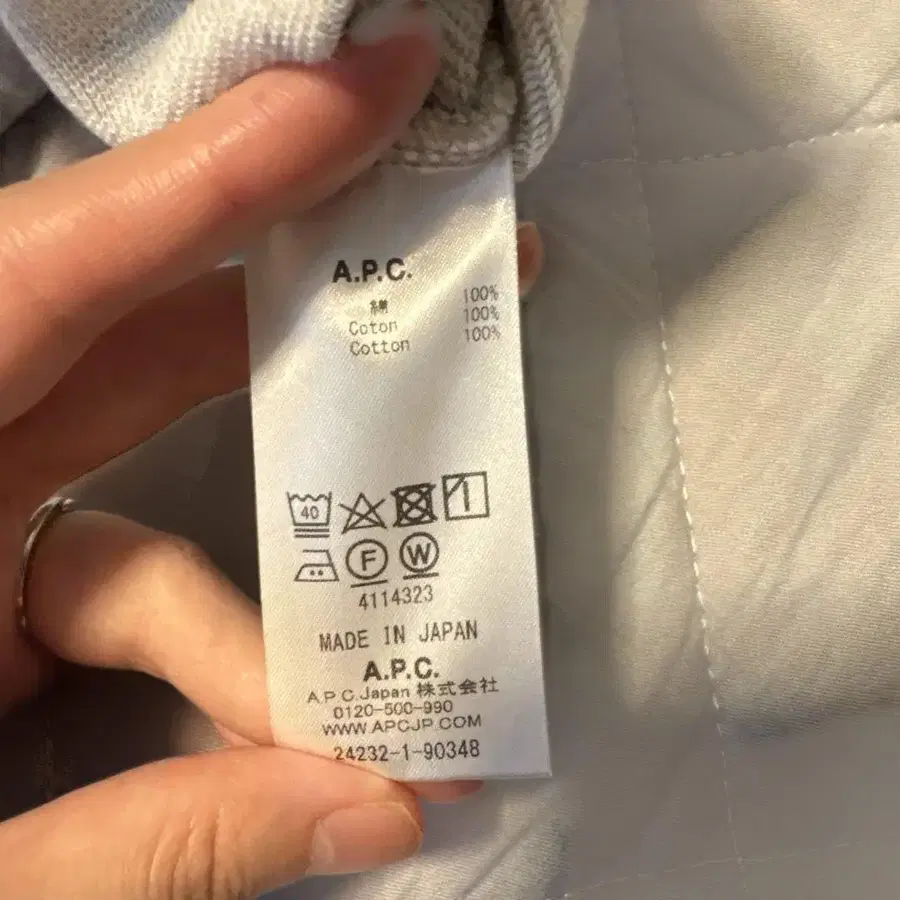 A.P.C.
綿 100%
Coton 100%
Cotton 100%
40
F W
4114323
MADE IN JAPAN
A.P.C.
A.P.C.Japan 株式会社
0120-500-990
WWW.APCJP.COM
24232-1-90348